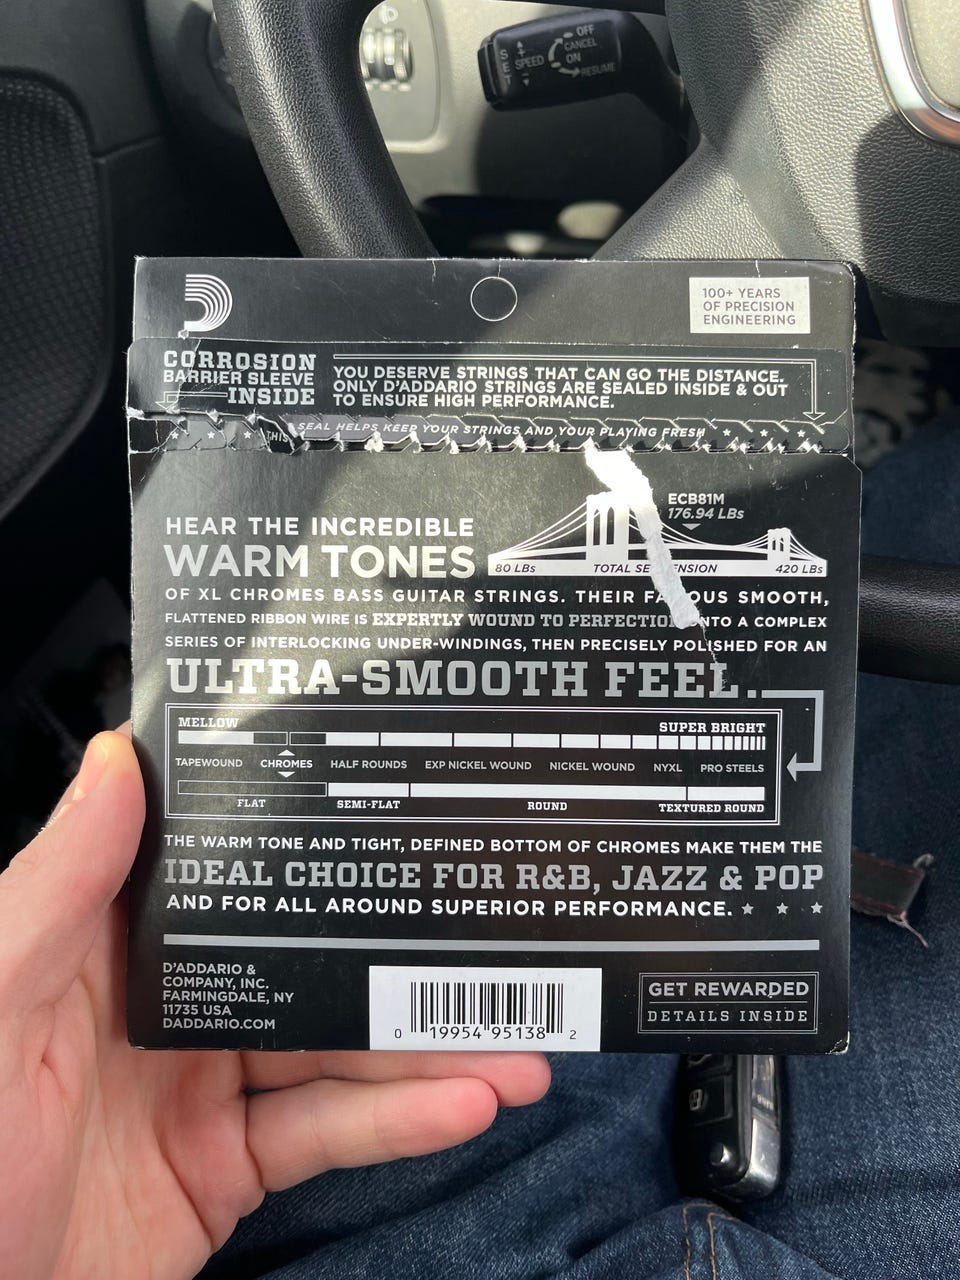 OFF
CANCEL
ON
RESUME
SET
SPEED
+
-
100+ YEARS
OF PRECISION
ENGINEERING
CORROSION
BARRIER SLEEVE
INSIDE
YOU DESERVE STRINGS THAT CAN GO THE DISTANCE.
ONLY D'ADDARIO STRINGS ARE SEALED INSIDE & OUT
TO ENSURE HIGH PERFORMANCE.
THIS SEAL HELPS KEEP YOUR STRINGS AND YOUR PLAYING FRESH
ECB81M
176.94 LBs
HEAR THE INCREDIBLE
WARM TONES
80 LBs TOTAL SE ENSION 420 LBs
OF XL CHROMES BASS GUITAR STRINGS. THEIR FA OUS SMOOTH,
FLATTENED RIBBON WIRE IS EXPERTLY WOUND TO PERFECTIO ONTO A COMPLEX
SERIES OF INTERLOCKING UNDER-WINDINGS, THEN PRECISELY POLISHED FOR AN
ULTRA-SMOOTH FEEL.
MELLOW SUPER BRIGHT
TAPEWOUND CHROMES HALF ROUNDS EXP NICKEL WOUND NICKEL WOUND NYXL PRO STEELS
FLAT SEMI-FLAT ROUND TEXTURED ROUND
THE WARM TONE AND TIGHT, DEFINED BOTTOM OF CHROMES MAKE THEM THE
IDEAL CHOICE FOR R&B, JAZZ & POP
AND FOR ALL AROUND SUPERIOR PERFORMANCE.
D'ADDARIO &
COMPANY, INC.
FARMINGDALE, NY
11735 USA
DADDARIO.COM
0 19954 95138 2
GET REWARDED
DETAILS INSIDE